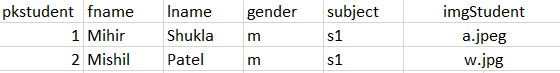 pkstudent fname lname gender subject imgStudent
1 Mihir Shukla m s1 a.jpeg
2 Mishil Patel m s1 w.jpg